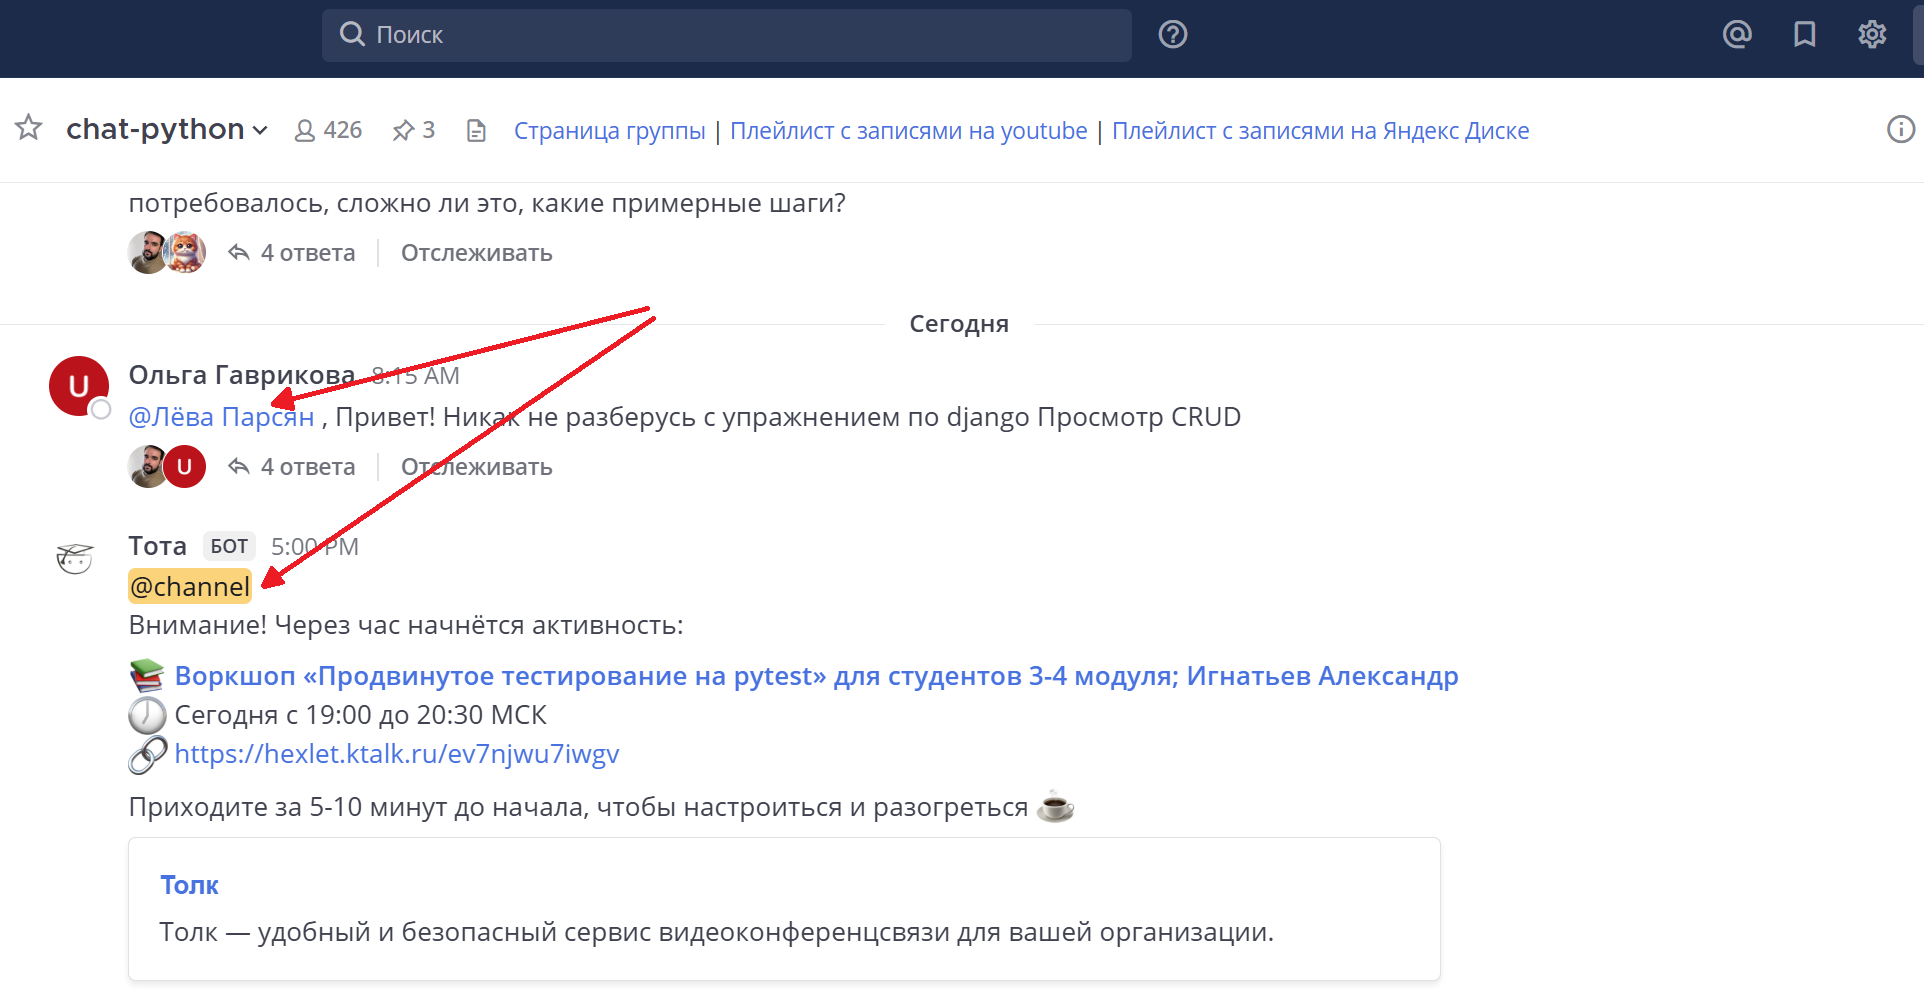 Поиск
chat-python 426 3 Страница группы | Плейлист с записями на youtube | Плейлист с записями на Яндекс Диске
потребовалось, сложно ли это, какие примерные шаги?
4 ответа Отслеживать
Сегодня
U Ольга Гаврикова 8:15 AM
@Лёва Парсян , Привет! Никак не разберусь с упражнением по django Просмотр CRUD
U 4 ответа Отслеживать
Тота БОТ 5:00 PM
@channel
Внимание! Через час начнётся активность:
Воркшоп «Продвинутое тестирование на pytest» для студентов 3-4 модуля; Игнатьев Александр
Сегодня с 19:00 до 20:30 МСК
https://hexlet.ktalk.ru/ev7njwu7iwgv
Приходите за 5-10 минут до начала, чтобы настроиться и разогреться
Толк
Толк — удобный и безопасный сервис видеоконференцсвязи для вашей организации.